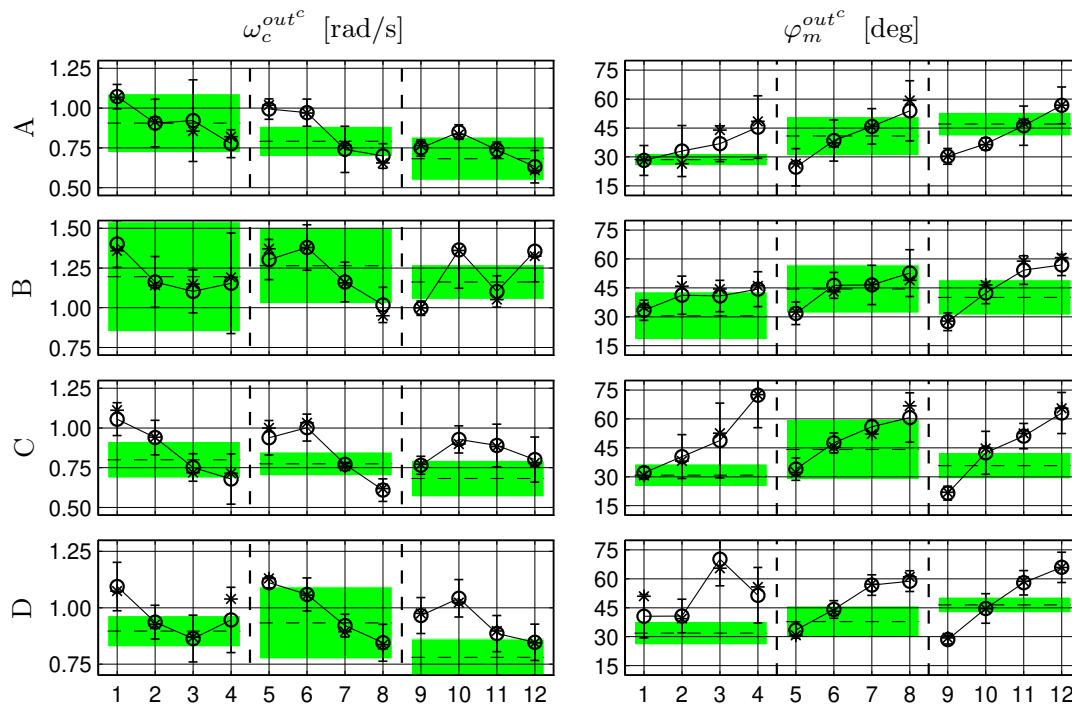 ω_c^{out^c} [rad/s] φ_m^{out^c} [deg]
A
1.25 1.00 0.75 0.50
75 60 45 30 15
B
1.50 1.25 1.00 0.75
75 60 45 30 15
C
1.25 1.00 0.75 0.50
75 60 45 30 15
D
1.25 1.00 0.75
75 60 45 30 15
1 2 3 4 5 6 7 8 9 10 11 12 1 2 3 4 5 6 7 8 9 10 11 12